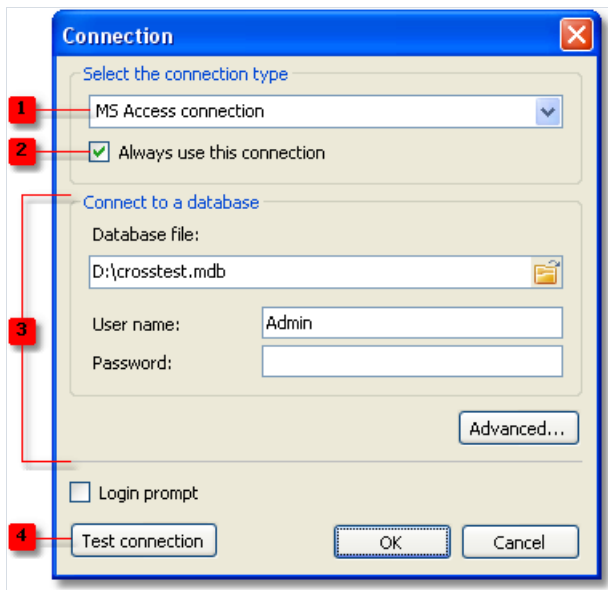 Connection
Select the connection type
1 MS Access connection
2 Always use this connection
Connect to a database
Database file:
D:\crosstest.mdb
3 User name: Admin
Password:
Advanced...
Login prompt
4 Test connection OK Cancel